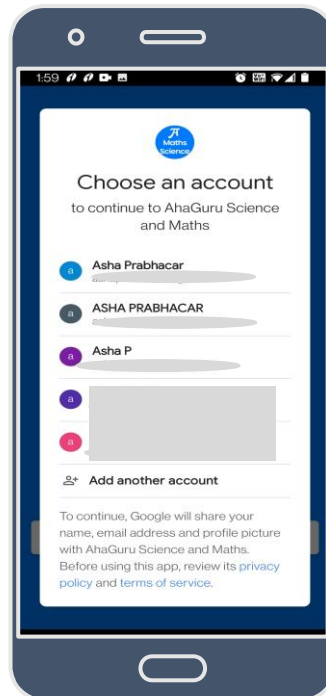 1:59
π
Maths
Science
Choose an account
to continue to AhaGuru Science
and Maths
a Asha Prabhacar
a ASHA PRABHACAR
a Asha P
a
a
Add another account
To continue, Google will share your
name, email address and profile picture
with AhaGuru Science and Maths.
Before using this app, review its privacy
policy and terms of service.